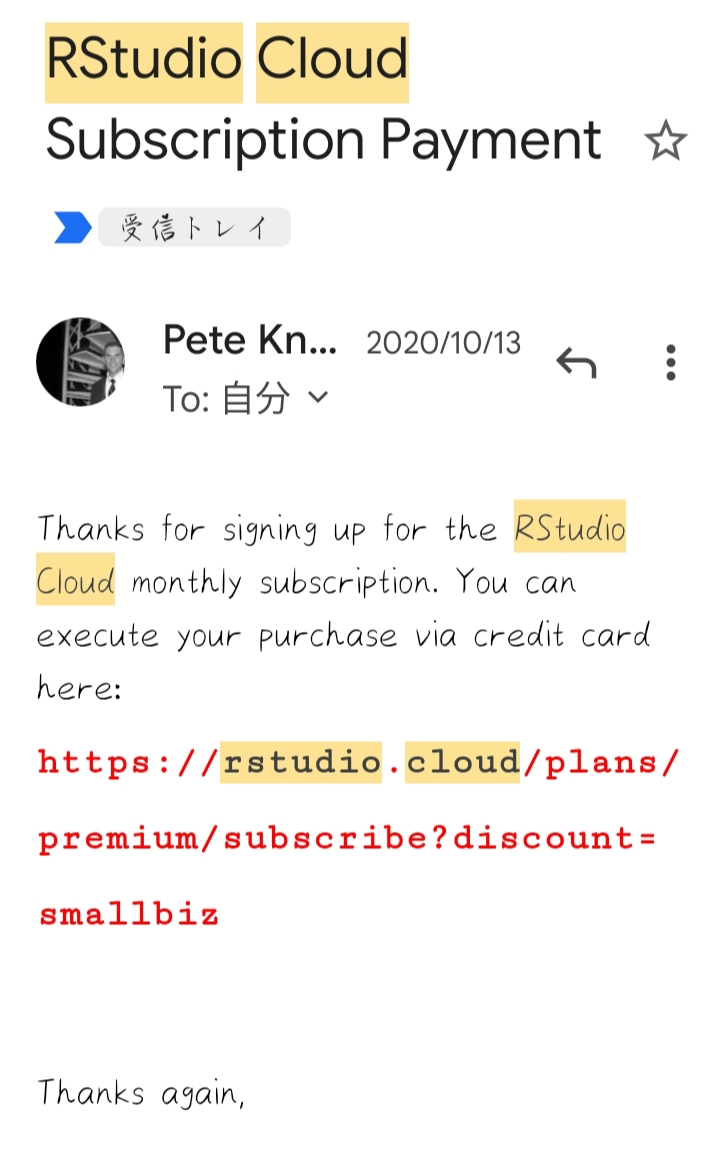 RStudio Cloud
Subscription Payment
受信トレイ
Pete Kn... 2020/10/13
To: 自分
Thanks for signing up for the RStudio
Cloud monthly subscription. You can
execute your purchase via credit card
here:
https://rstudio.cloud/plans/
premium/subscribe?discount=
smallbiz
Thanks again,